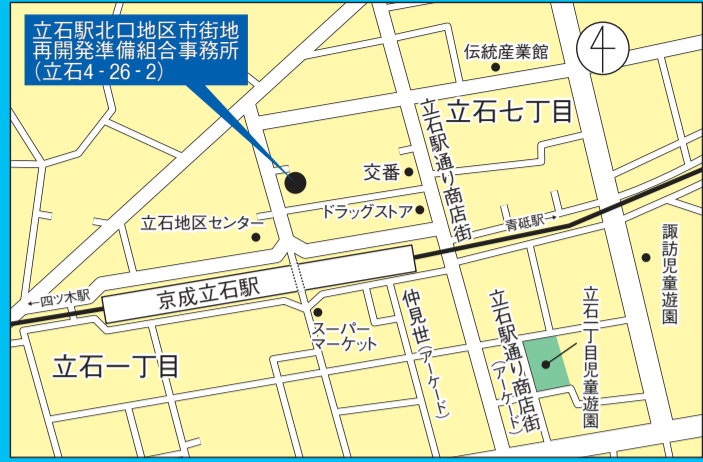 立石駅北口地区市街地
再開発準備組合事務所
(立石4-26-2)
伝統産業館
立石七丁目
立石駅通り商店街
交番
ドラッグストア
立石地区センター
青砥駅→
諏訪児童遊園
←四ツ木駅
京成立石駅
スーパー
マーケット
仲見世(アーケード)
立石駅通り商店街
(アーケード)
立石一丁目児童遊園
立石一丁目